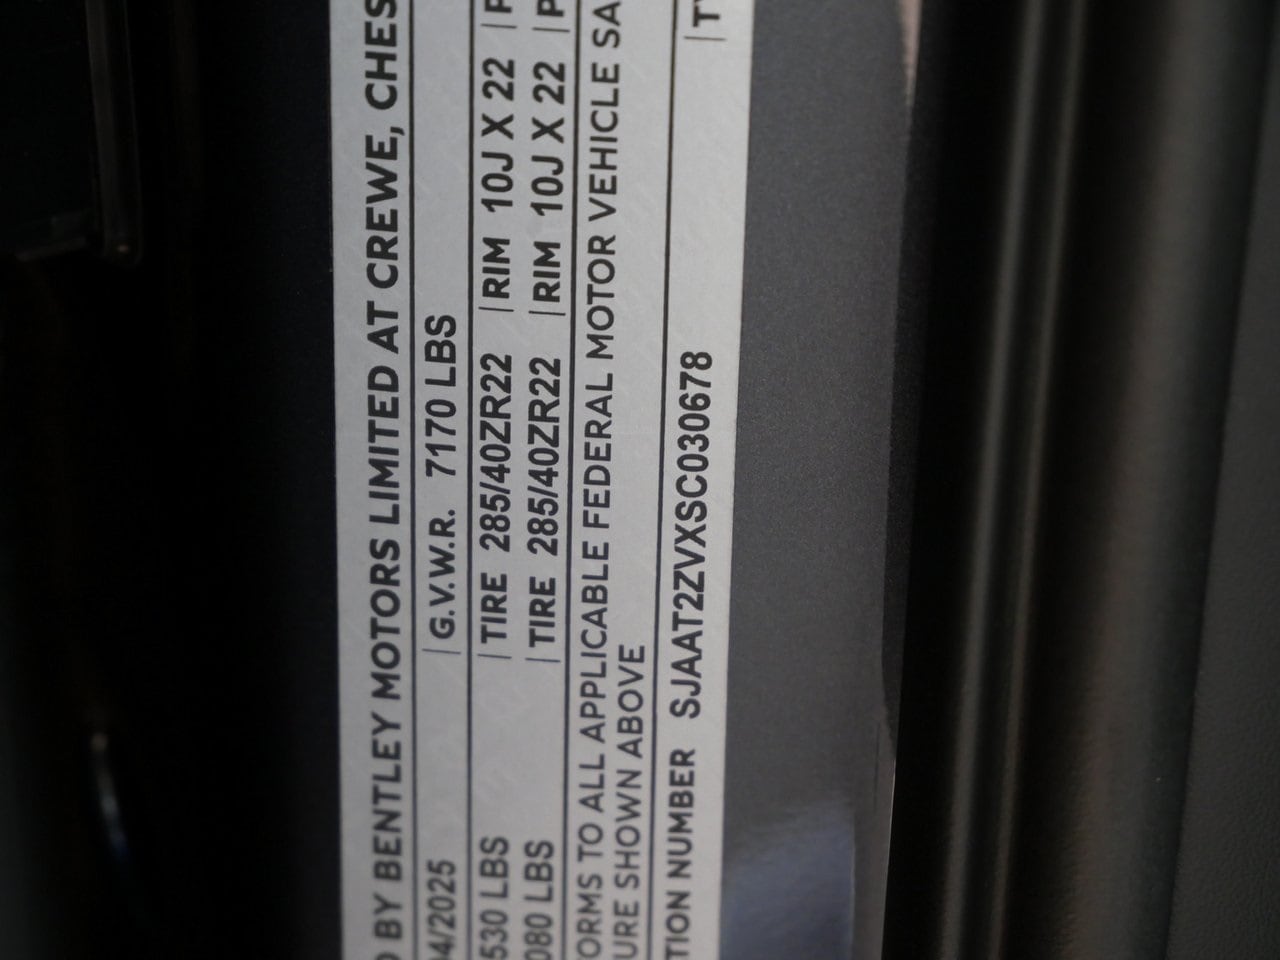 BY BENTLEY MOTORS LIMITED AT CREWE, CHES
04/2025 | G.V.W.R. 7170 LBS
530 LBS | TIRE 285/40ZR22 | RIM 10J X 22 | P
080 LBS | TIRE 285/40ZR22 | RIM 10J X 22 | P
ORMS TO ALL APPLICABLE FEDERAL MOTOR VEHICLE SA
URE SHOWN ABOVE
TION NUMBER SJAAT2ZVXSC030678 | TY